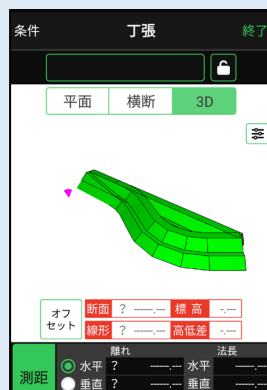 条件 丁張 終了
平面 横断 3D
オフセット 断面 ? -----.--- 標高 -.---
線形 ? -----.--- 高低差 -.---
離れ 法長
測距 水平 ? ---.--- 水平 ---.---
垂直 ? ---.--- 垂直 ---.---